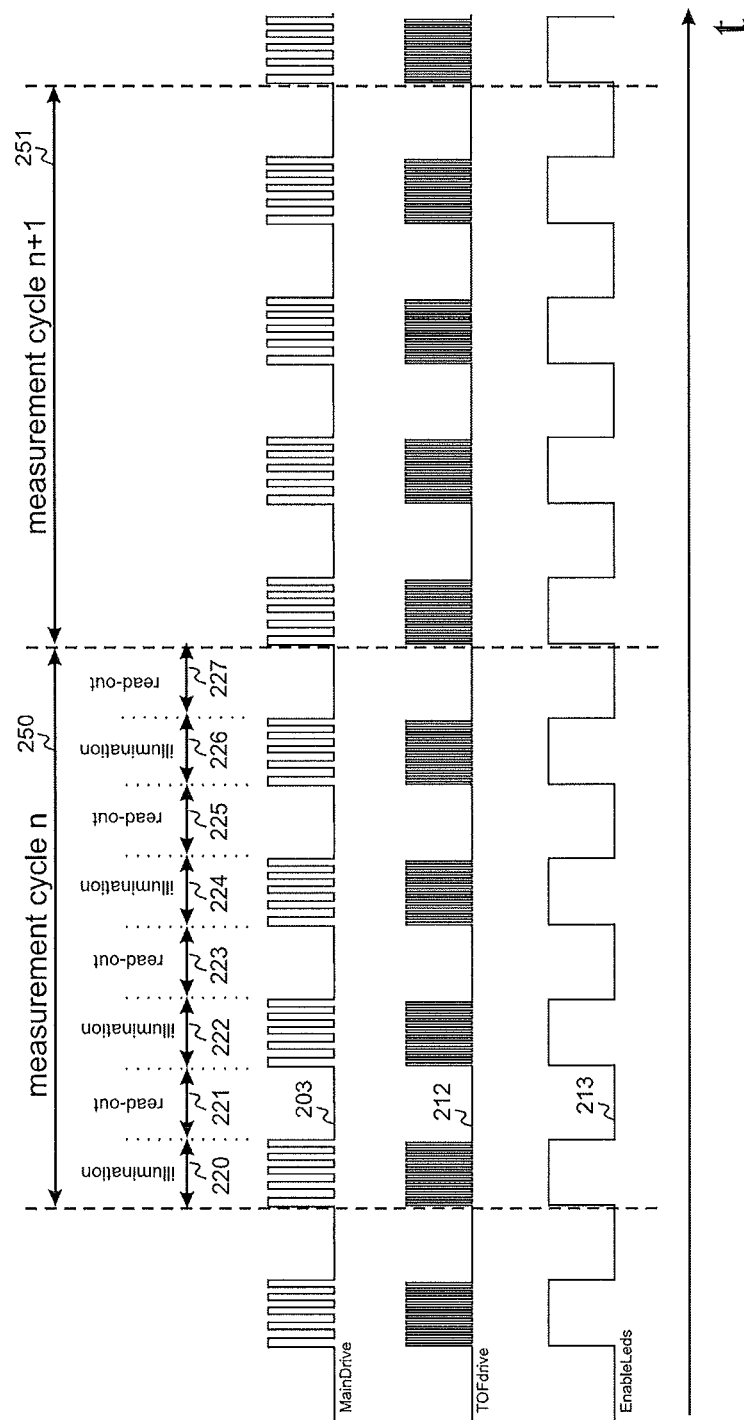 measurement cycle n
250
measurement cycle n+1
251
illumination
read-out
illumination
read-out
illumination
read-out
illumination
read-out
220
221
222
223
224
225
226
227
203
MainDrive
212
TOFdrive
213
EnableLeds
t